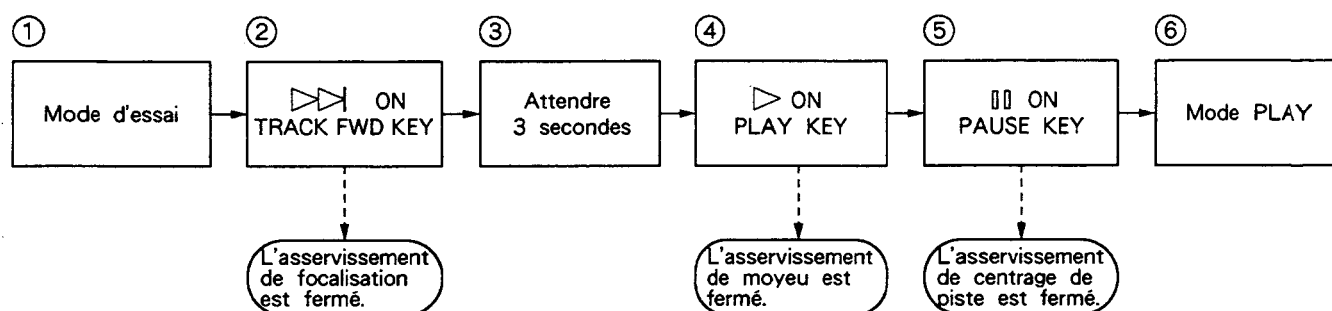 ① ② ③ ④ ⑤ ⑥
Mode d'essai
ON
TRACK FWD KEY
Attendre
3 secondes
ON
PLAY KEY
ON
PAUSE KEY
Mode PLAY
L'asservissement
de focalisation
est fermé.
L'asservissement
de moyeu est
fermé.
L'asservissement
de centrage de
piste est fermé.